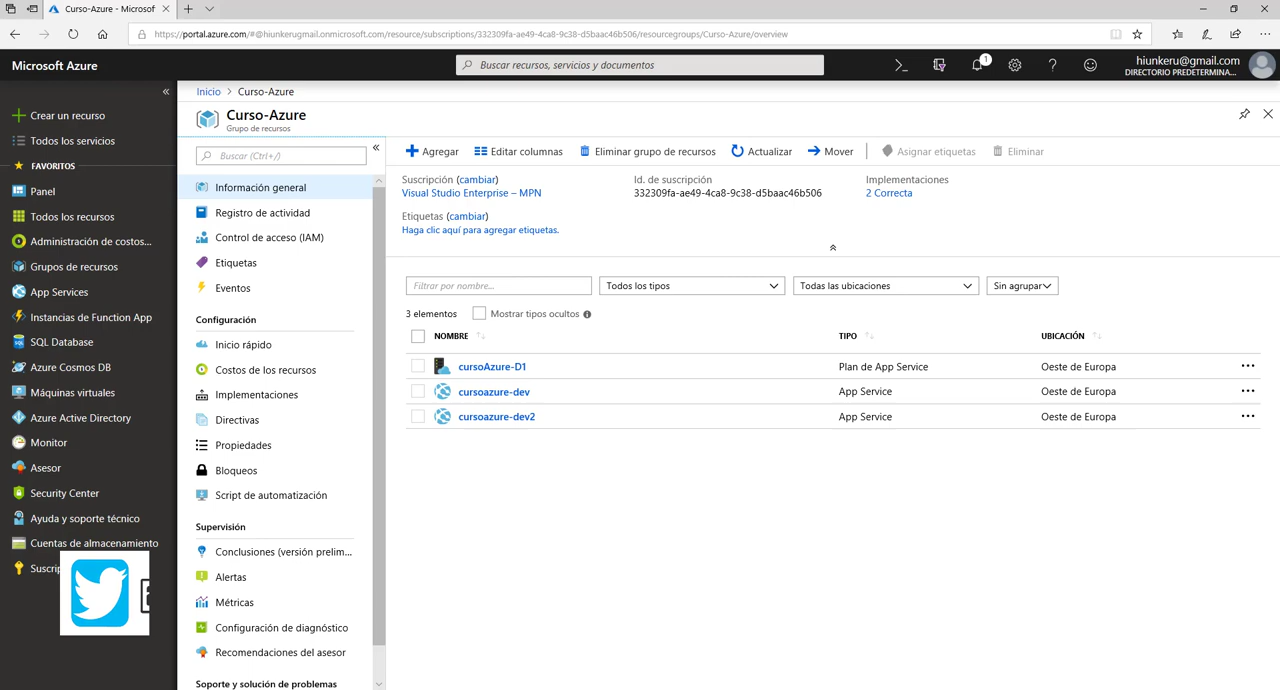 Curso-Azure - Microsof
https://portal.azure.com/#@hiunkerugmail.onmicrosoft.com/resource/subscriptions/332309fa-ae49-4ca8-9c38-d5baac46b506/resourcegroups/Curso-Azure/overview
Microsoft Azure
Buscar recursos, servicios y documentos
1
hiunkeru@gmail.com
DIRECTORIO PREDETERMINA...
Crear un recurso
Todos los servicios
FAVORITOS
Panel
Todos los recursos
Administración de costos...
Grupos de recursos
App Services
Instancias de Function App
SQL Database
Azure Cosmos DB
Máquinas virtuales
Azure Active Directory
Monitor
Asesor
Security Center
Ayuda y soporte técnico
Cuentas de almacenamiento
Suscrip
Inicio > Curso-Azure
Curso-Azure
Grupo de recursos
Buscar (Ctrl+/)
Información general
Registro de actividad
Control de acceso (IAM)
Etiquetas
Eventos
Configuración
Inicio rápido
Costos de los recursos
Implementaciones
Directivas
Propiedades
Bloqueos
Script de automatización
Supervisión
Conclusiones (versión prelim...
Alertas
Métricas
Configuración de diagnóstico
Recomendaciones del asesor
Soporte y solución de problemas
Agregar Editar columnas Eliminar grupo de recursos Actualizar Mover Asignar etiquetas Eliminar
Suscripción (cambiar)
Visual Studio Enterprise – MPN
Id. de suscripción
332309fa-ae49-4ca8-9c38-d5baac46b506
Implementaciones
2 Correcta
Etiquetas (cambiar)
Haga clic aquí para agregar etiquetas.
Filtrar por nombre... Todos los tipos Todas las ubicaciones Sin agrupar
3 elementos Mostrar tipos ocultos
NOMBRE TIPO UBICACIÓN
cursoAzure-D1 Plan de App Service Oeste de Europa
cursoazure-dev App Service Oeste de Europa
cursoazure-dev2 App Service Oeste de Europa